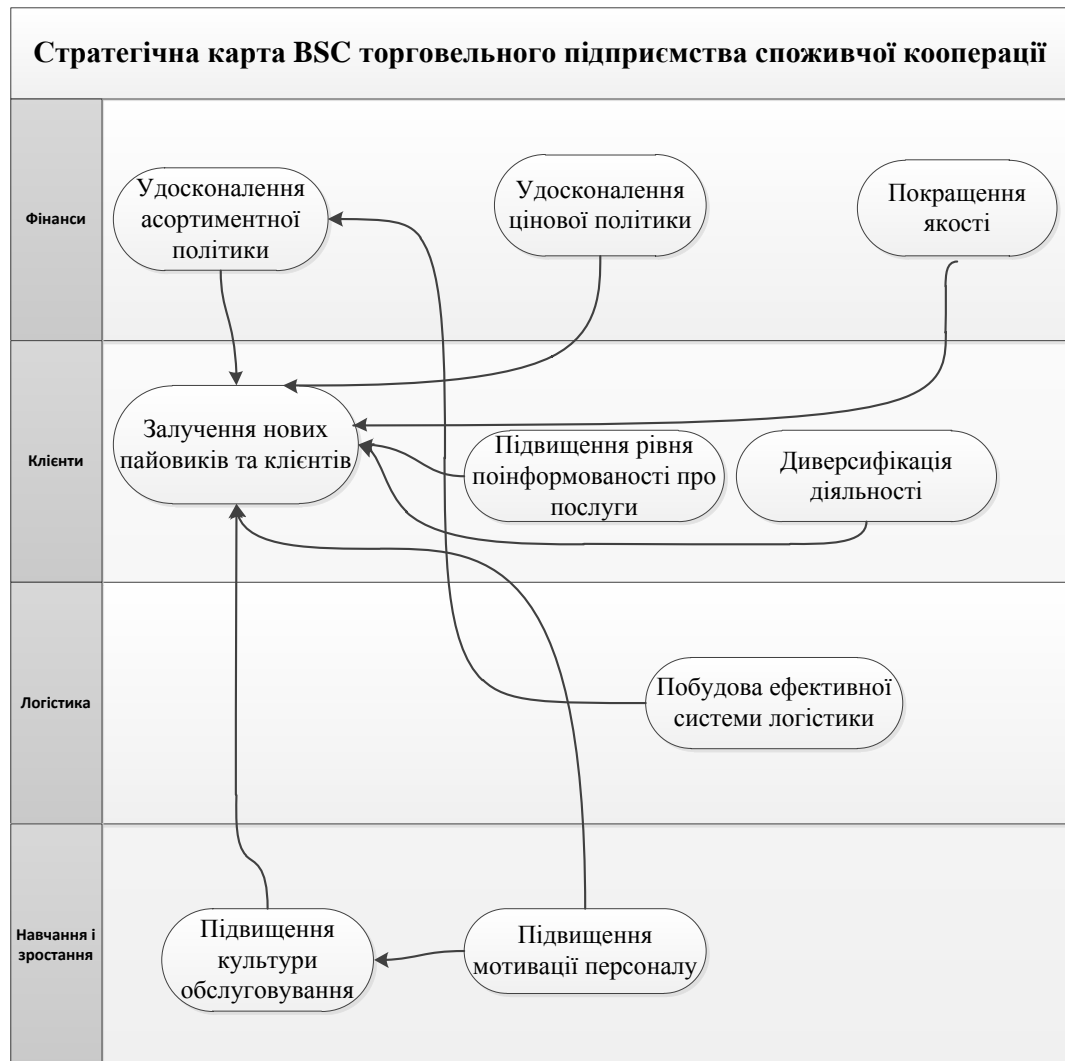 Стратегічна карта BSC торговельного підприємства споживчої кооперації
Фінанси
Удосконалення
асортиментної
політики
Удосконалення
цінової політики
Покращення
якості
Клієнти
Залучення нових
пайовиків та клієнтів
Підвищення рівня
поінформованості про
послуги
Диверсифікація
діяльності
Логістика
Побудова ефективної
системи логістики
Навчання і
зростання
Підвищення
культури
обслуговування
Підвищення
мотивації персоналу